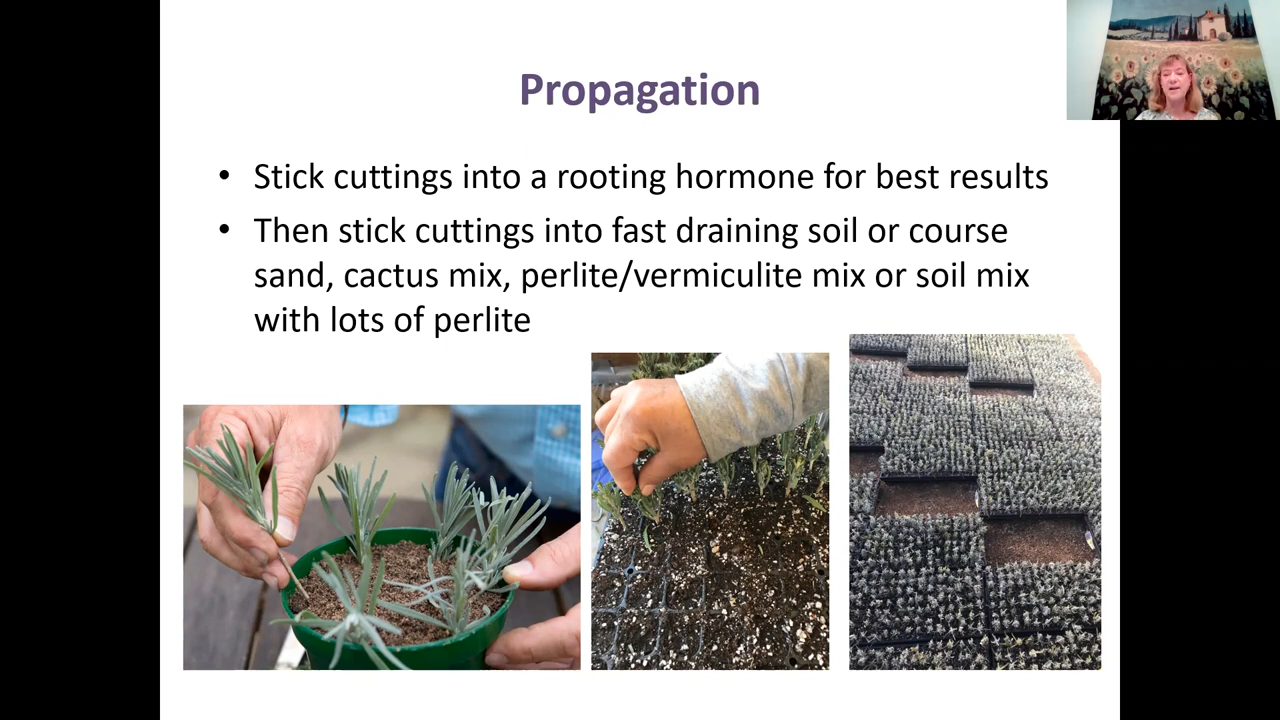 Propagation
• Stick cuttings into a rooting hormone for best results
• Then stick cuttings into fast draining soil or course
sand, cactus mix, perlite/vermiculite mix or soil mix
with lots of perlite